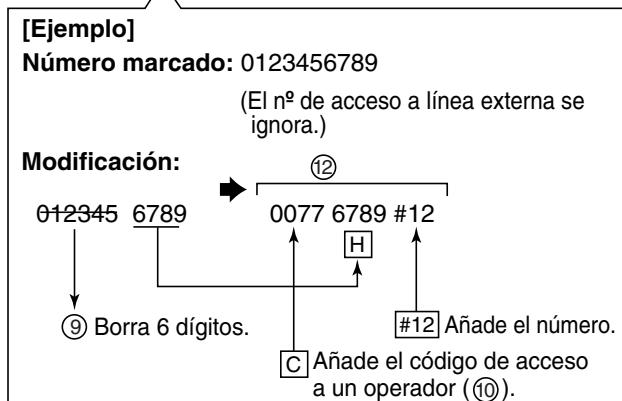 [Ejemplo]
Número marcado: 0123456789
(El nº de acceso a línea externa se
ignora.)
Modificación:
⑫
012345 6789 0077 6789 #12
H
⑨ Borra 6 dígitos.
#12 Añade el número.
C Añade el código de acceso
a un operador (⑩).